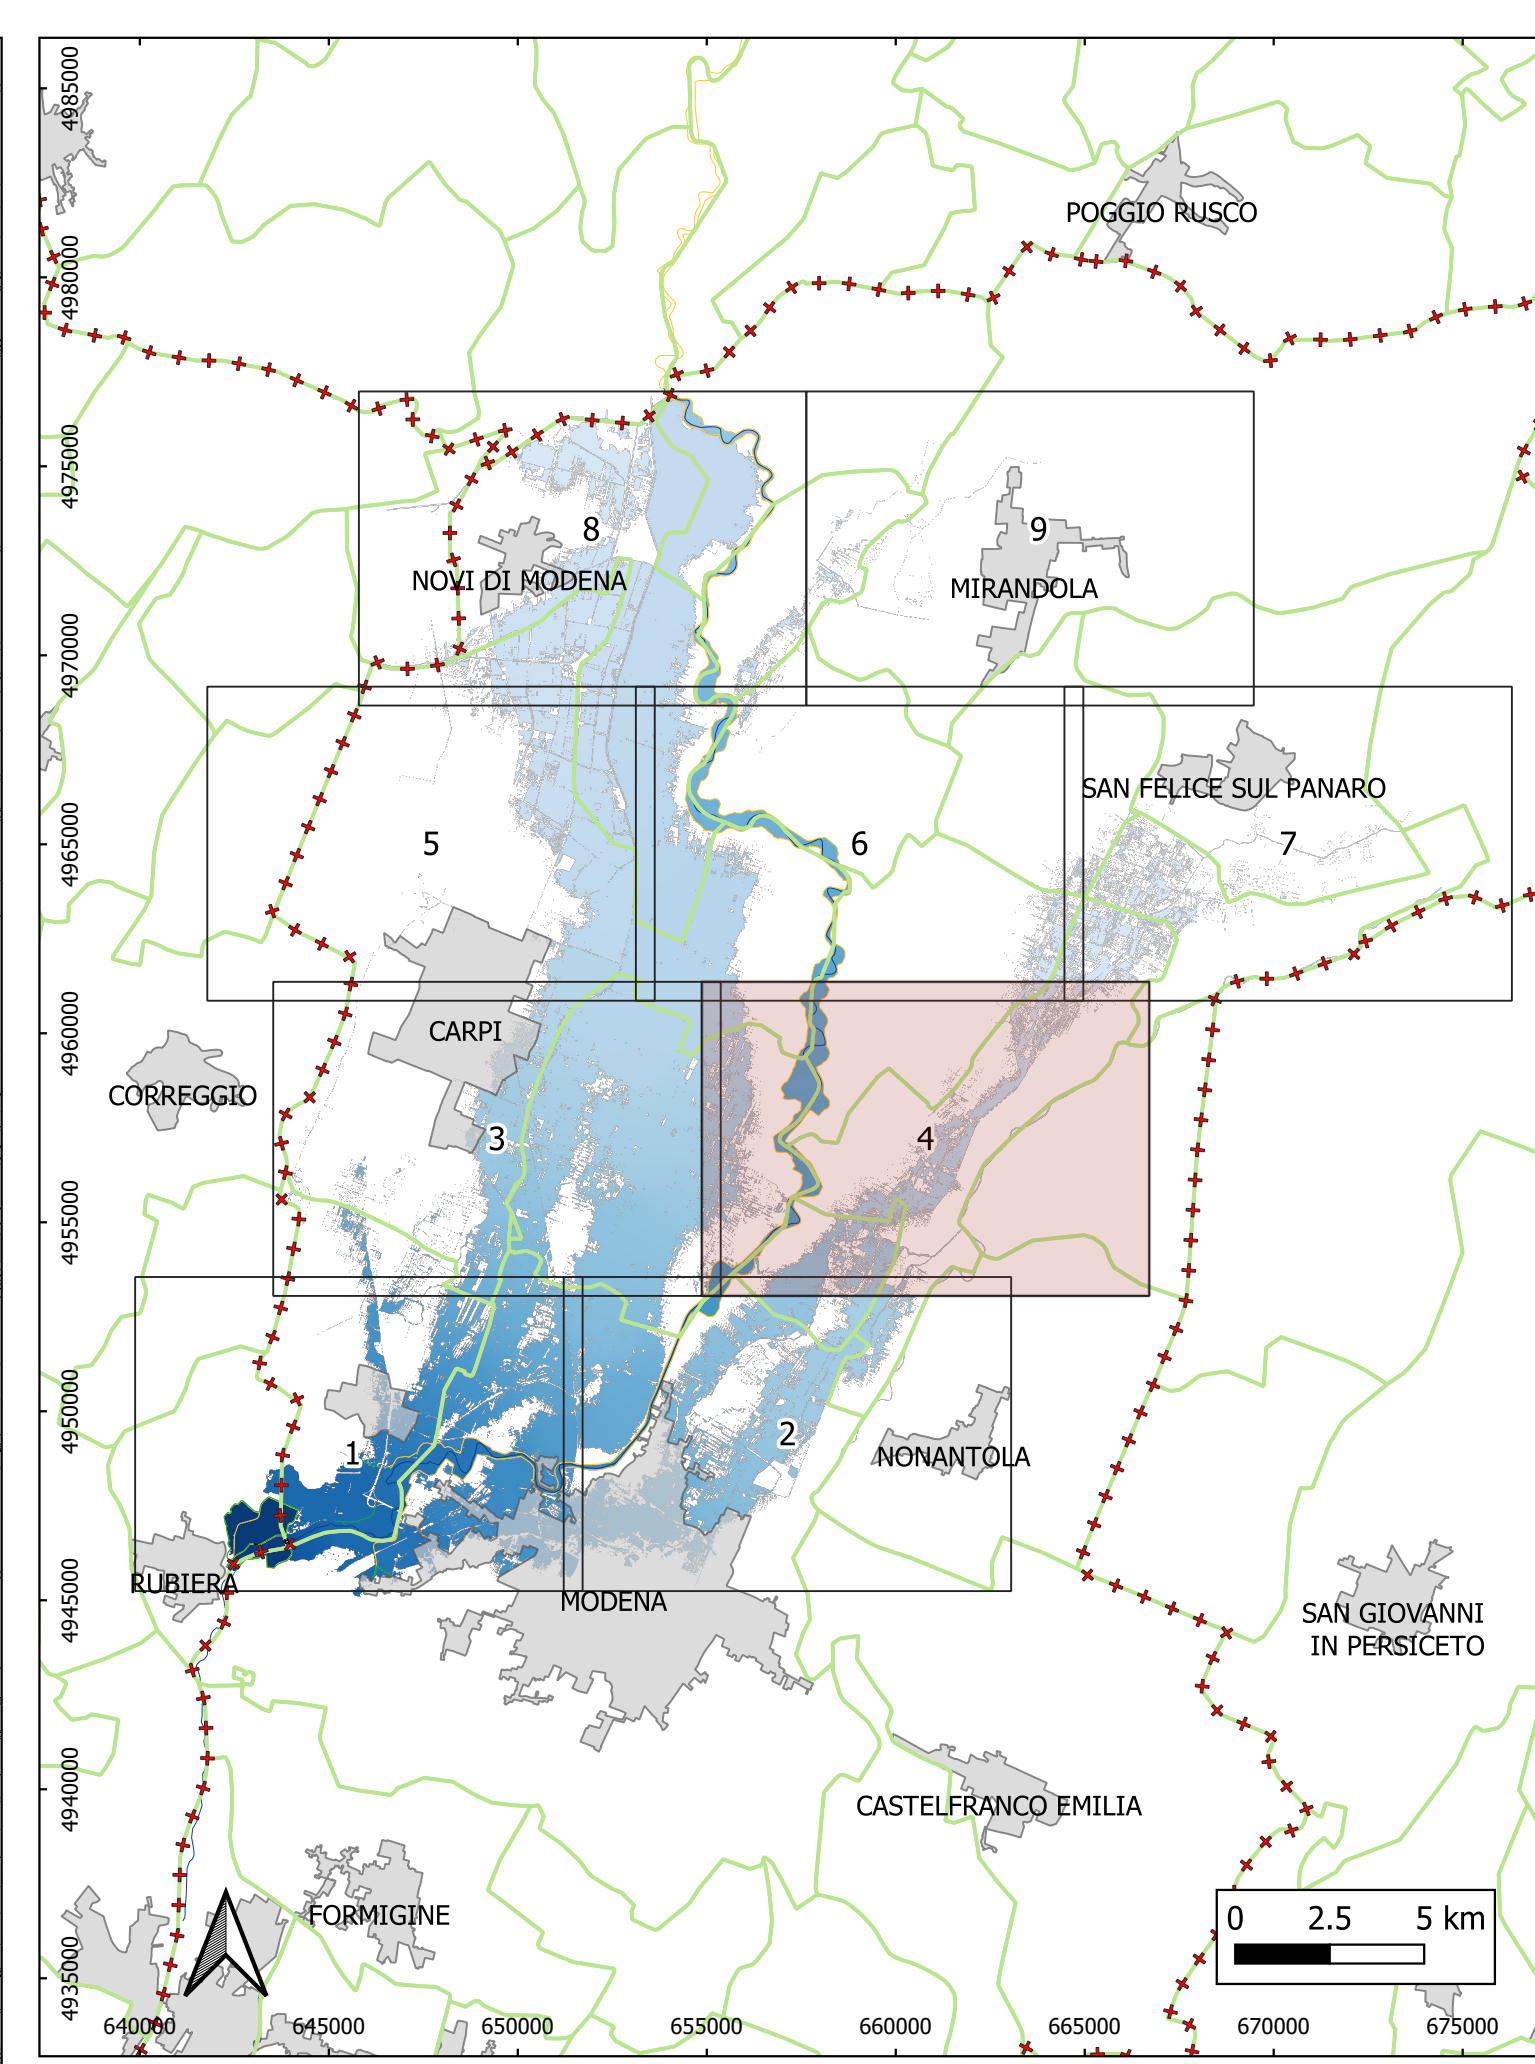 4985000
POGGIO RUSCO
4980000
4975000
8
9
NOVI DI MODENA
MIRANDOLA
4970000
SAN FELICE SUL PANARO
5
6
7
4965000
CARPI
4960000
CORREGGIO
3
4
4955000
2
1
NONANTOLA
4950000
RUBIERA
MODENA
4945000
SAN GIOVANNI
IN PERSICETO
CASTELFRANCO EMILIA
4940000
FORMIGINE
0 2.5 5 km
4935000
640000 645000 650000 655000 660000 665000 670000 675000